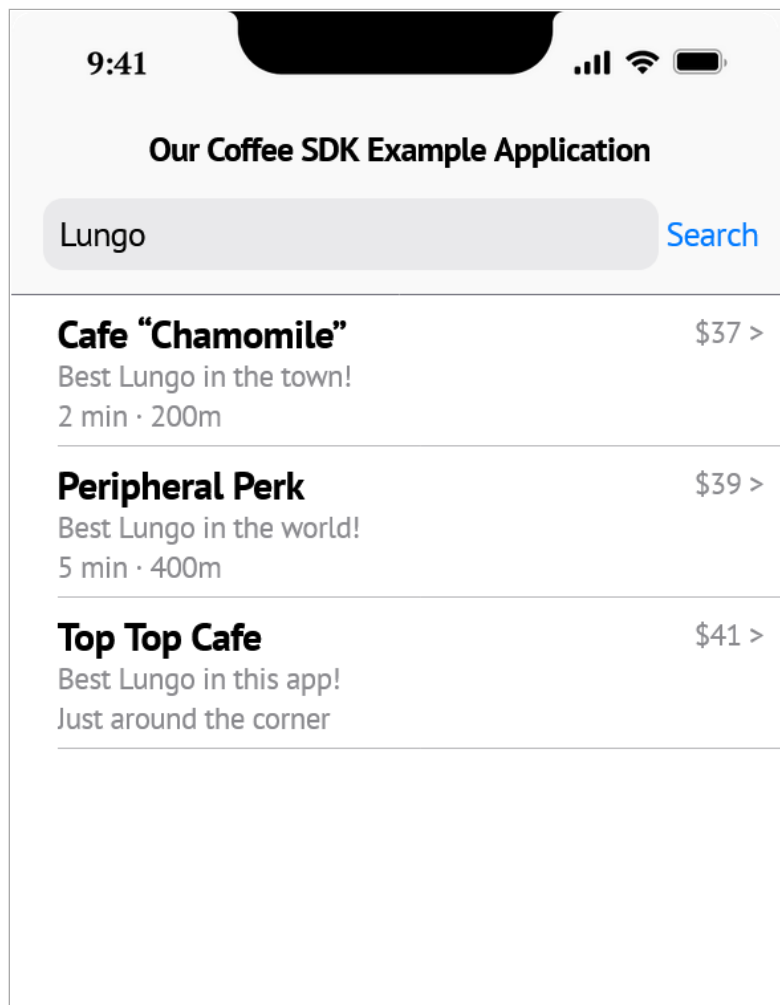 9:41
Our Coffee SDK Example Application
Lungo Search
Cafe “Chamomile” $37 >
Best Lungo in the town!
2 min · 200m
Peripheral Perk $39 >
Best Lungo in the world!
5 min · 400m
Top Top Cafe $41 >
Best Lungo in this app!
Just around the corner